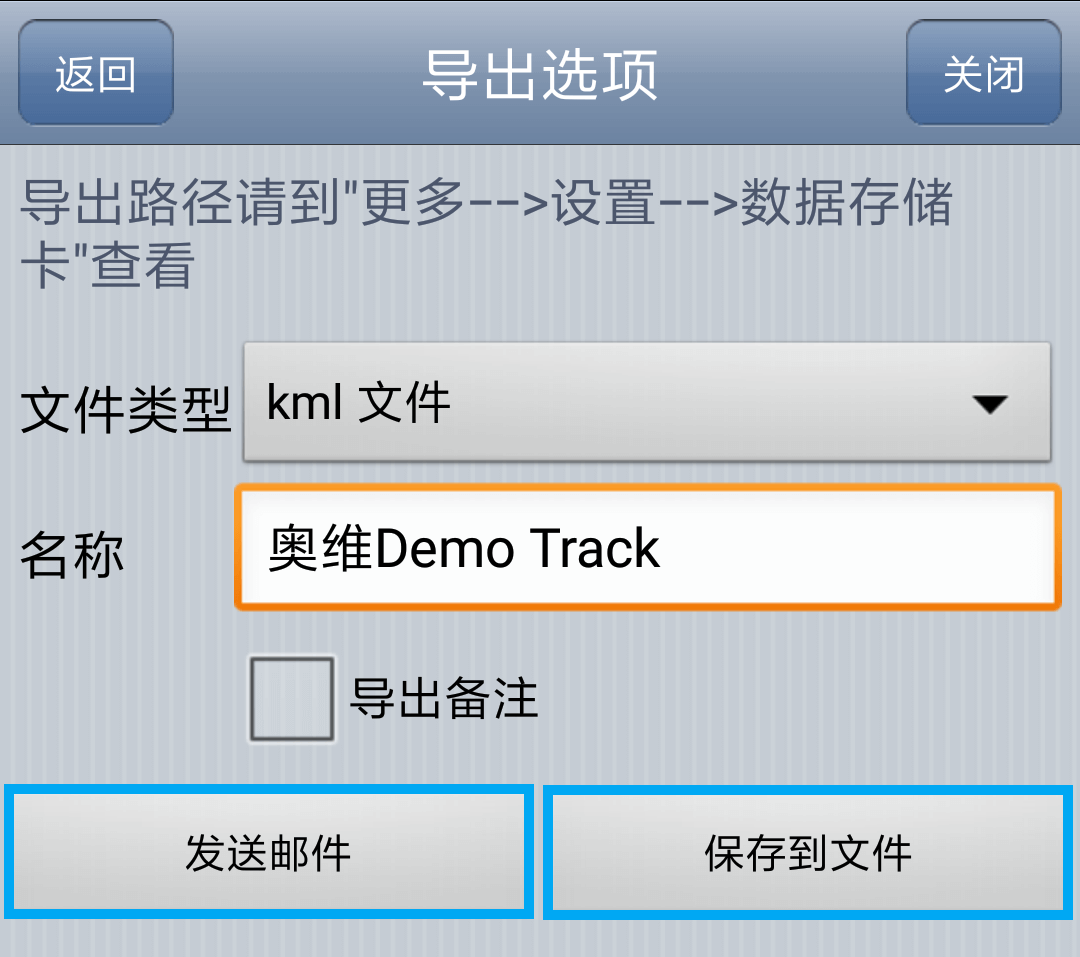 返回
导出选项
关闭
导出路径请到"更多-->设置-->数据存储
卡"查看
文件类型
kml 文件
名称
奥维Demo Track
导出备注
发送邮件
保存到文件